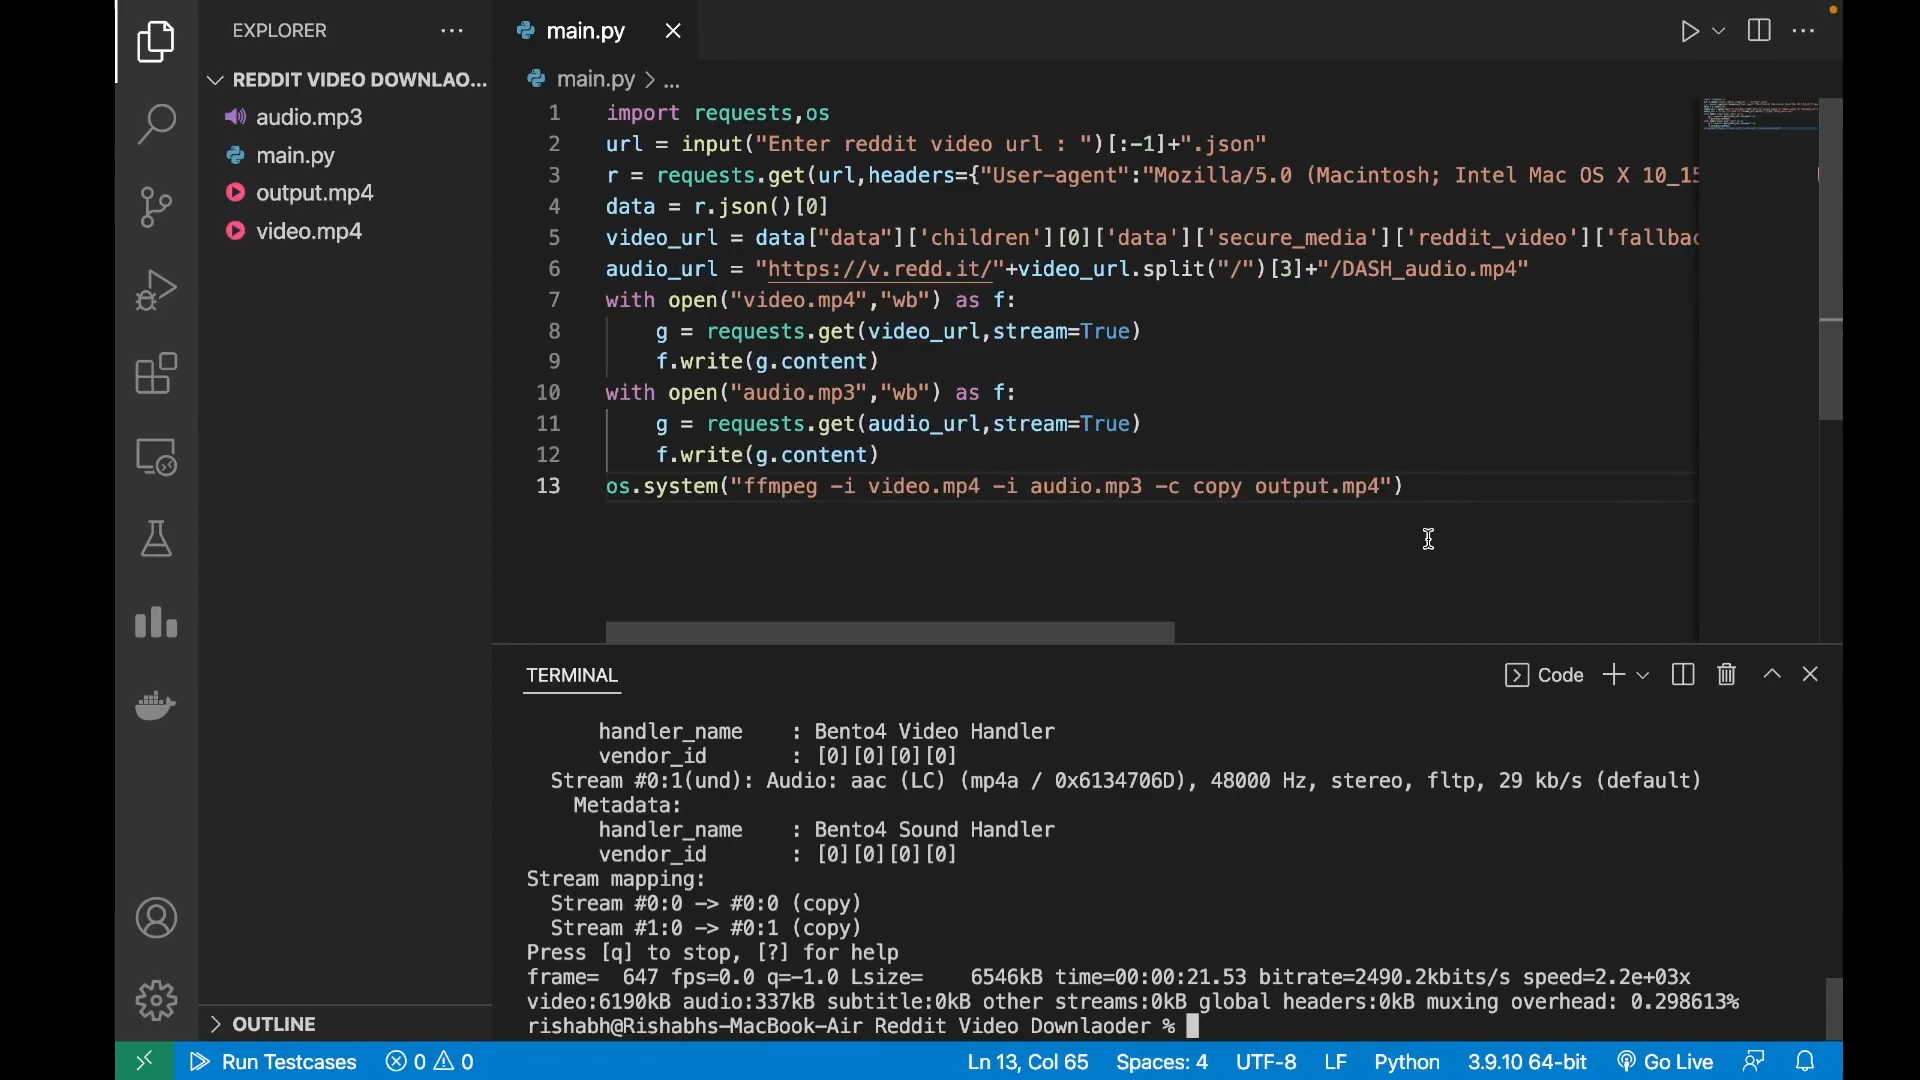 EXPLORER
REDDIT VIDEO DOWNLAO...
audio.mp3
main.py
output.mp4
video.mp4
OUTLINE
main.py
main.py > ...
1 import requests,os
2 url = input("Enter reddit video url : ")[:-1]+".json"
3 r = requests.get(url,headers={"User-agent":"Mozilla/5.0 (Macintosh; Intel Mac OS X 10_15
4 data = r.json()[0]
5 video_url = data["data"]['children'][0]['data']['secure_media']['reddit_video']['fallbac
6 audio_url = "https://v.redd.it/"+video_url.split("/")[3]+"/DASH_audio.mp4"
7 with open("video.mp4","wb") as f:
8     g = requests.get(video_url,stream=True)
9     f.write(g.content)
10 with open("audio.mp3","wb") as f:
11     g = requests.get(audio_url,stream=True)
12     f.write(g.content)
13 os.system("ffmpeg -i video.mp4 -i audio.mp3 -c copy output.mp4")
TERMINAL
Code
handler_name    : Bento4 Video Handler
vendor_id       : [0][0][0][0]
Stream #0:1(und): Audio: aac (LC) (mp4a / 0x6134706D), 48000 Hz, stereo, fltp, 29 kb/s (default)
Metadata:
handler_name    : Bento4 Sound Handler
vendor_id       : [0][0][0][0]
Stream mapping:
Stream #0:0 -> #0:0 (copy)
Stream #1:0 -> #0:1 (copy)
Press [q] to stop, [?] for help
frame=  647 fps=0.0 q=-1.0 Lsize=    6546kB time=00:00:21.53 bitrate=2490.2kbits/s speed=2.2e+03x
video:6190kB audio:337kB subtitle:0kB other streams:0kB global headers:0kB muxing overhead: 0.298613%
rishabh@Rishabhs-MacBook-Air Reddit Video Downlaoder %
Run Testcases
0
0
Ln 13, Col 65
Spaces: 4
UTF-8
LF
Python
3.9.10 64-bit
Go Live